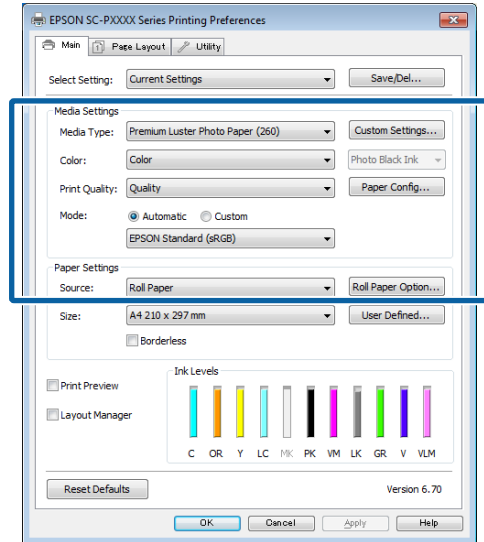 EPSON SC-PXXXX Series Printing Preferences
Main Page Layout Utility
Select Setting: Current Settings Save/Del...
Media Settings
Media Type: Premium Luster Photo Paper (260) Custom Settings...
Color: Color Photo Black Ink
Print Quality: Quality Paper Config...
Mode: Automatic Custom
EPSON Standard (sRGB)
Paper Settings
Source: Roll Paper Roll Paper Option...
Size: A4 210 x 297 mm User Defined...
Borderless
Ink Levels
Print Preview
Layout Manager
C OR Y LC MK PK VM LK GR V VLM
Reset Defaults Version 6.70
OK Cancel Apply Help